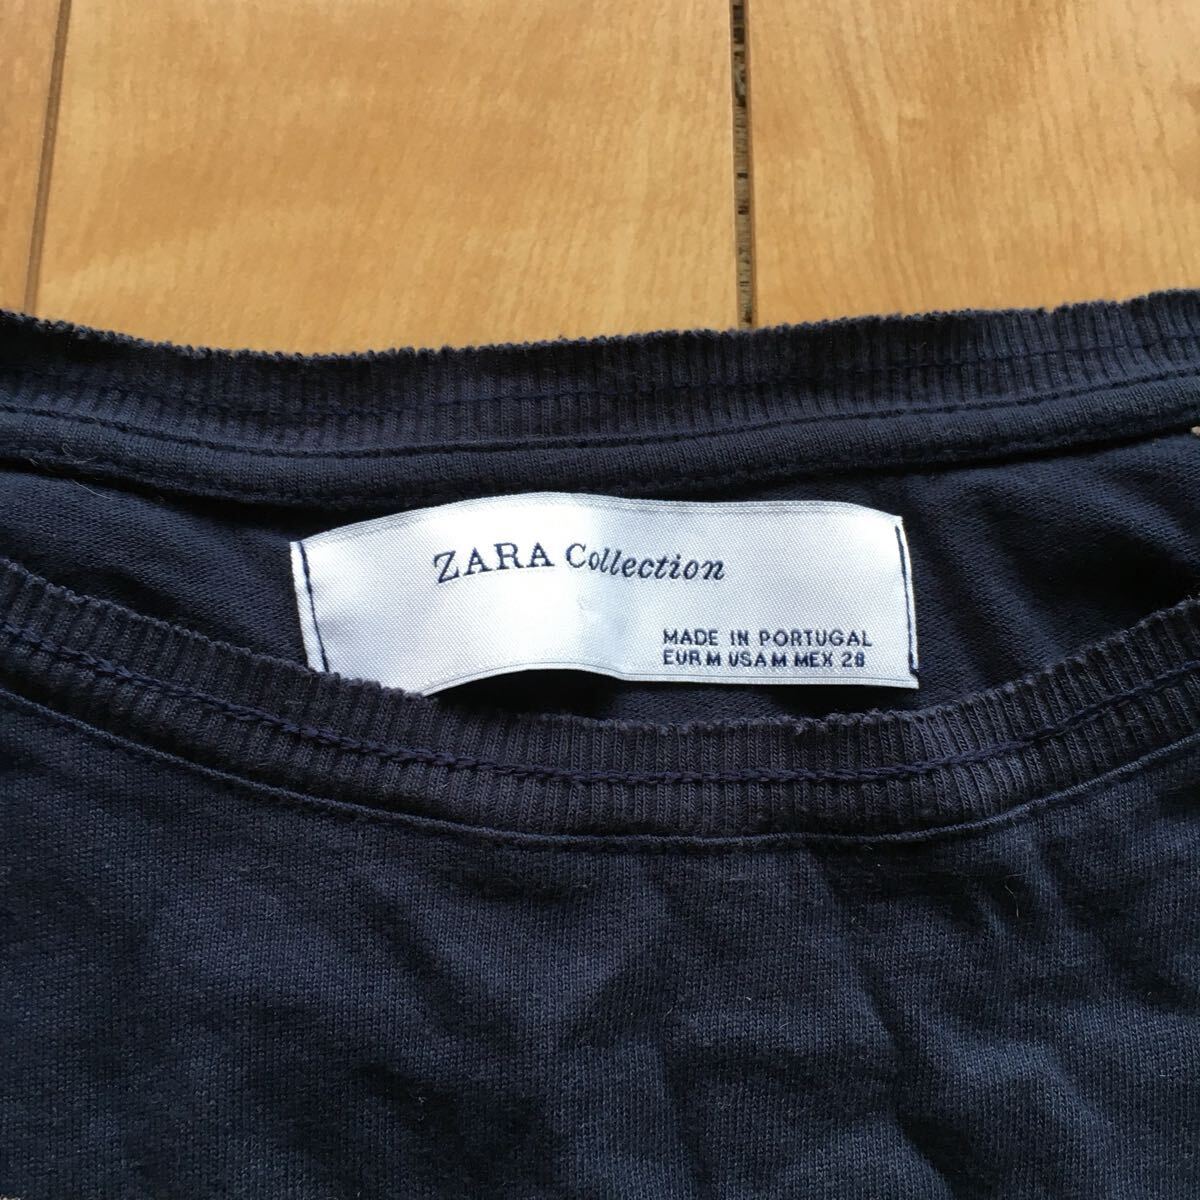 ZARA Collection
MADE IN PORTUGAL
EUR M USA M MEX 28